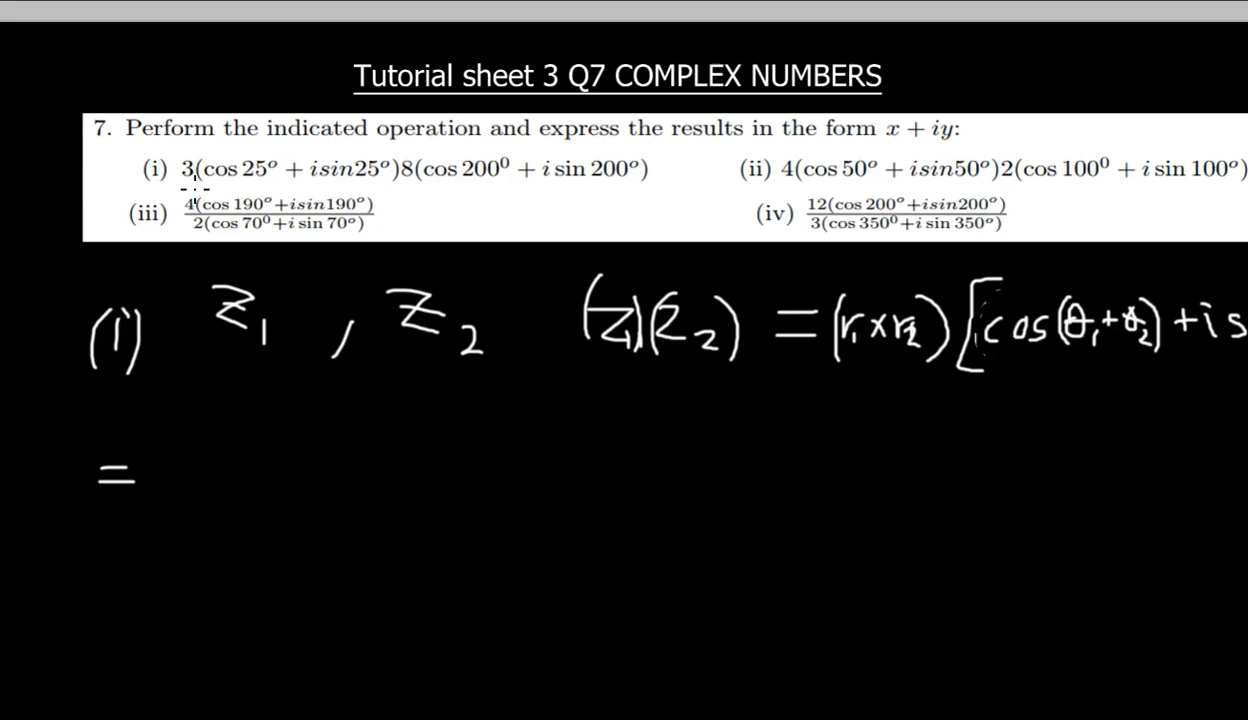 Tutorial sheet 3 Q7 COMPLEX NUMBERS
7. Perform the indicated operation and express the results in the form x + iy:
(i) 3(cos 25° + isin25°)8(cos 200⁰ + i sin 200°) (ii) 4(cos 50° + isin50°)2(cos 100⁰ + i sin 100°)
(iii) 4(cos 190°+isin190°)/2(cos 70⁰+i sin 70°) (iv) 12(cos 200°+isin200°)/3(cos 350⁰+i sin 350°)
(i) Z₁ , Z₂ (Z₁)(Z₂) = (r₁ × r₂) [cos(θ₁+θ₂) + i s
=